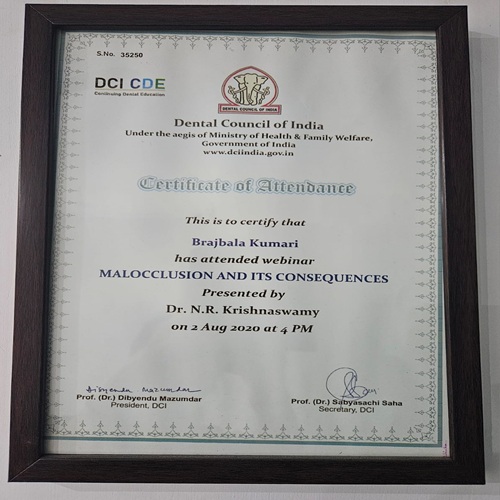 S.No. 35250
DCI CDE
Continuing Dental Education
DENTAL COUNCIL OF INDIA
Dental Council of India
Under the aegis of Ministry of Health & Family Welfare,
Government of India
www.dciindia.gov.in
Certificate of Attendance
This is to certify that
Brajbala Kumari
has attended webinar
MALOCCLUSION AND ITS CONSEQUENCES
Presented by
Dr. N.R. Krishnaswamy
on 2 Aug 2020 at 4 PM
Dibyendu Mazumdar
Prof. (Dr.) Dibyendu Mazumdar
President, DCI
Prof. (Dr.) Sabyasachi Saha
Secretary, DCI